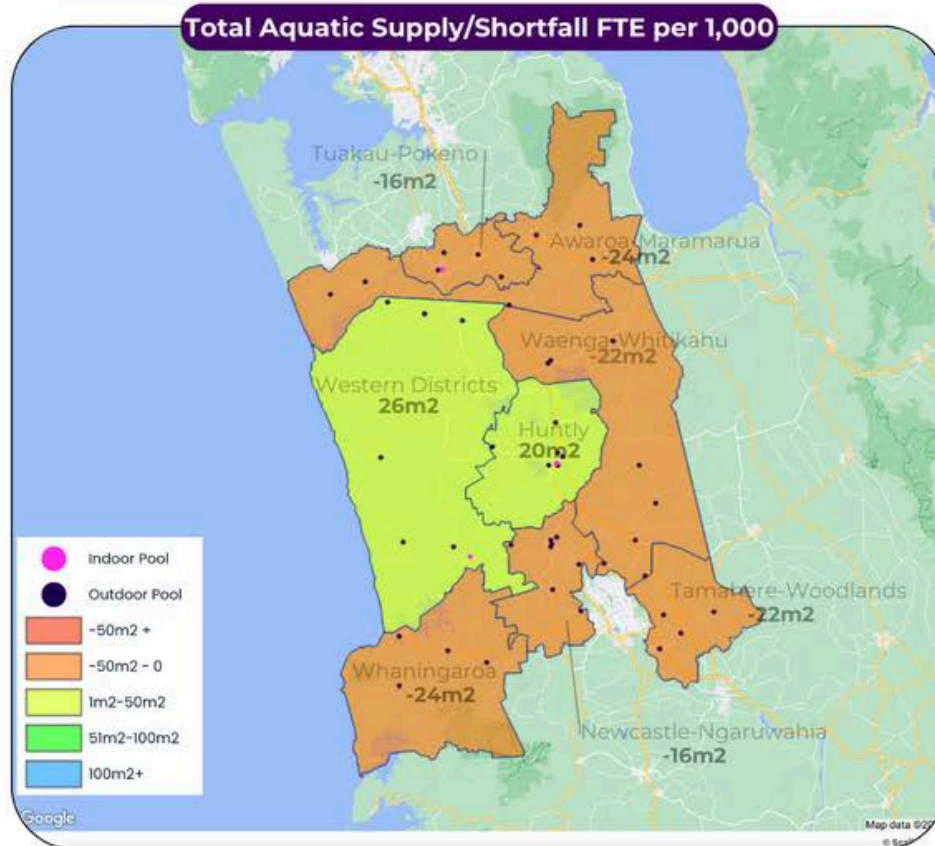 Total Aquatic Supply/Shortfall FTE per 1,000
Tuakau-Pokeno
-16m2
Awaroa-Maramarua
-24m2
Waenga-Whitikahu
-22m2
Western Districts
26m2
Huntly
20m2
Indoor Pool
Outdoor Pool
-50m2 +
-50m2 - 0
1m2-50m2
51m2-100m2
100m2+
Tamahere-Woodlands
-22m2
Whaningaroa
-24m2
Newcastle-Ngaruwahia
-16m2
Google
Map data ©20